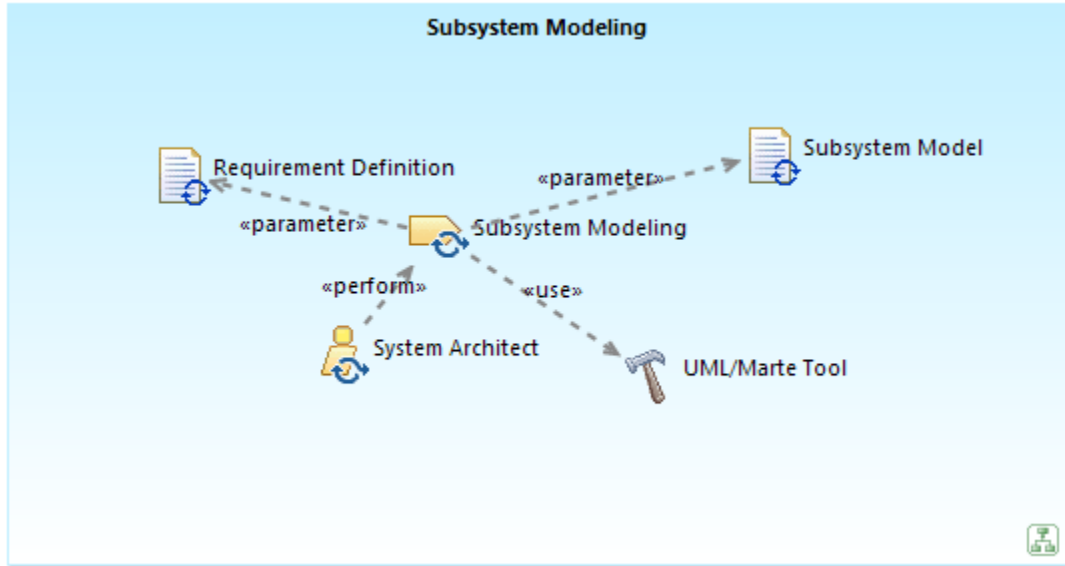 Subsystem Modeling
Subsystem Model
Requirement Definition
«parameter»
«parameter»
Subsystem Modeling
«perform»
«use»
System Architect
UML/Marte Tool